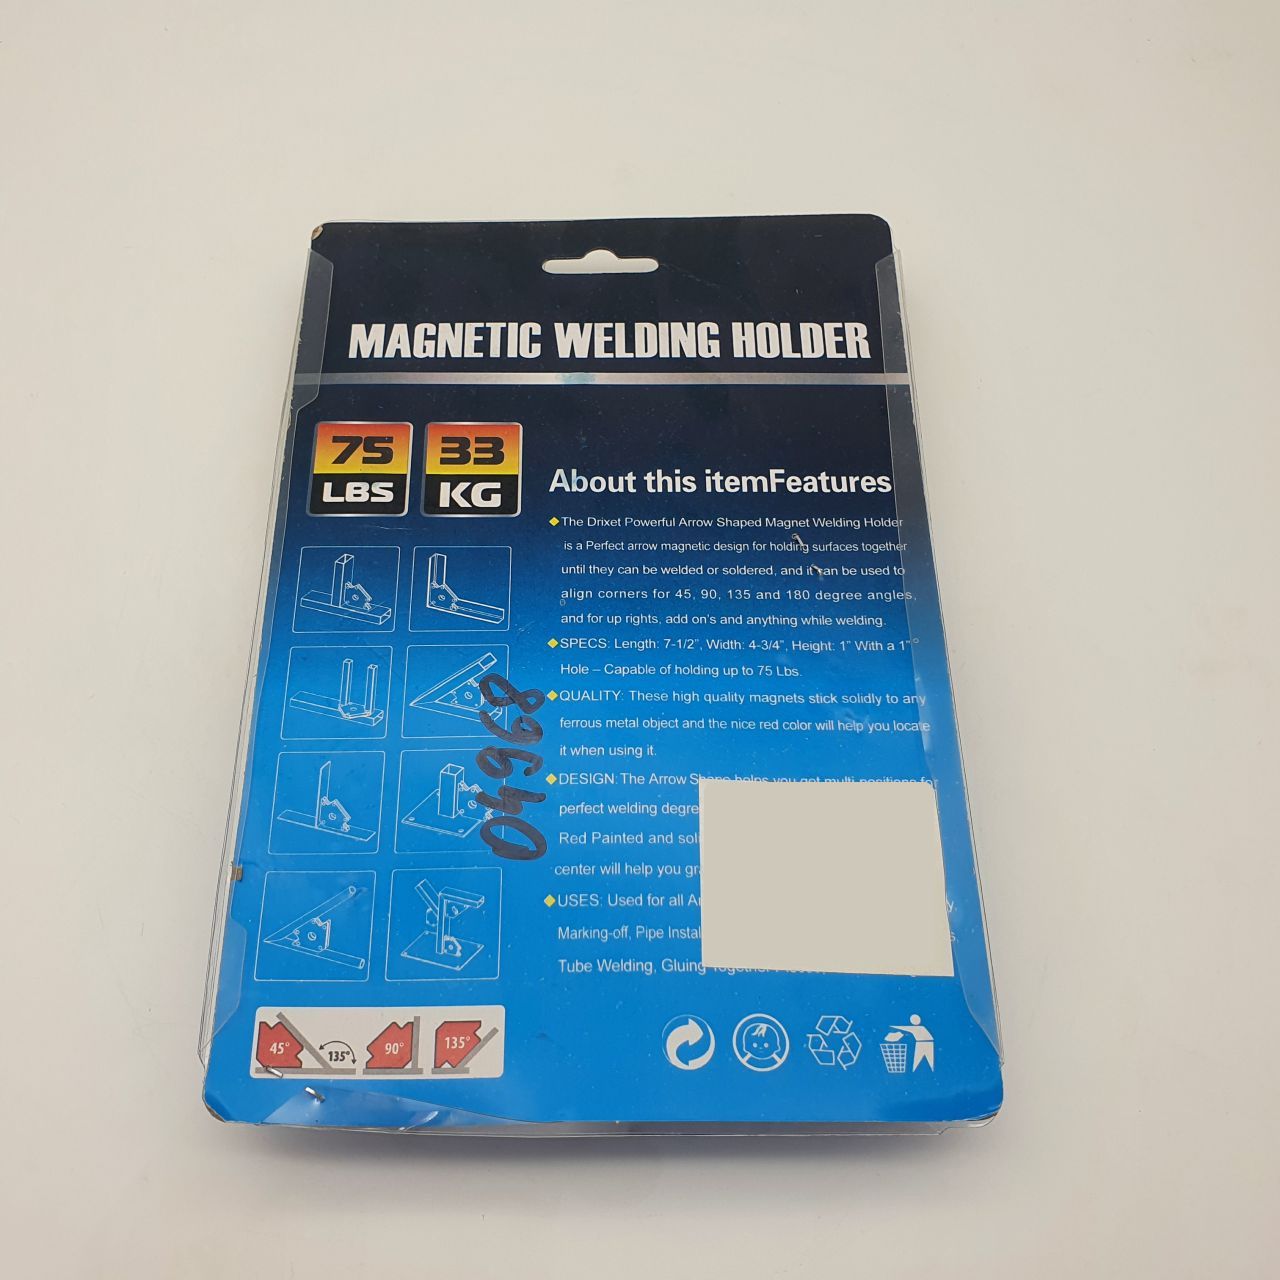 MAGNETIC WELDING HOLDER
75
LBS
33
KG
About this itemFeatures
The Drixet Powerful Arrow Shaped Magnet Welding Holder
is a Perfect arrow magnetic design for holding surfaces together
until they can be welded or soldered, and it can be used to
align corners for 45, 90, 135 and 180 degree angles,
and for up rights, add on's and anything while welding.
SPECS: Length: 7-1/2", Width: 4-3/4", Height: 1" With a 1"
Hole – Capable of holding up to 75 Lbs.
QUALITY: These high quality magnets stick solidly to any
ferrous metal object and the nice red color will help you locate
it when using it.
DESIGN: The Arrow Shape helps you get multi positions for
perfect welding
Red Painted and
center will help you
USES: Used for all
Marking-off, Pipe
Tube Welding, Gluing Together
04968
45°
135°
90°
135°